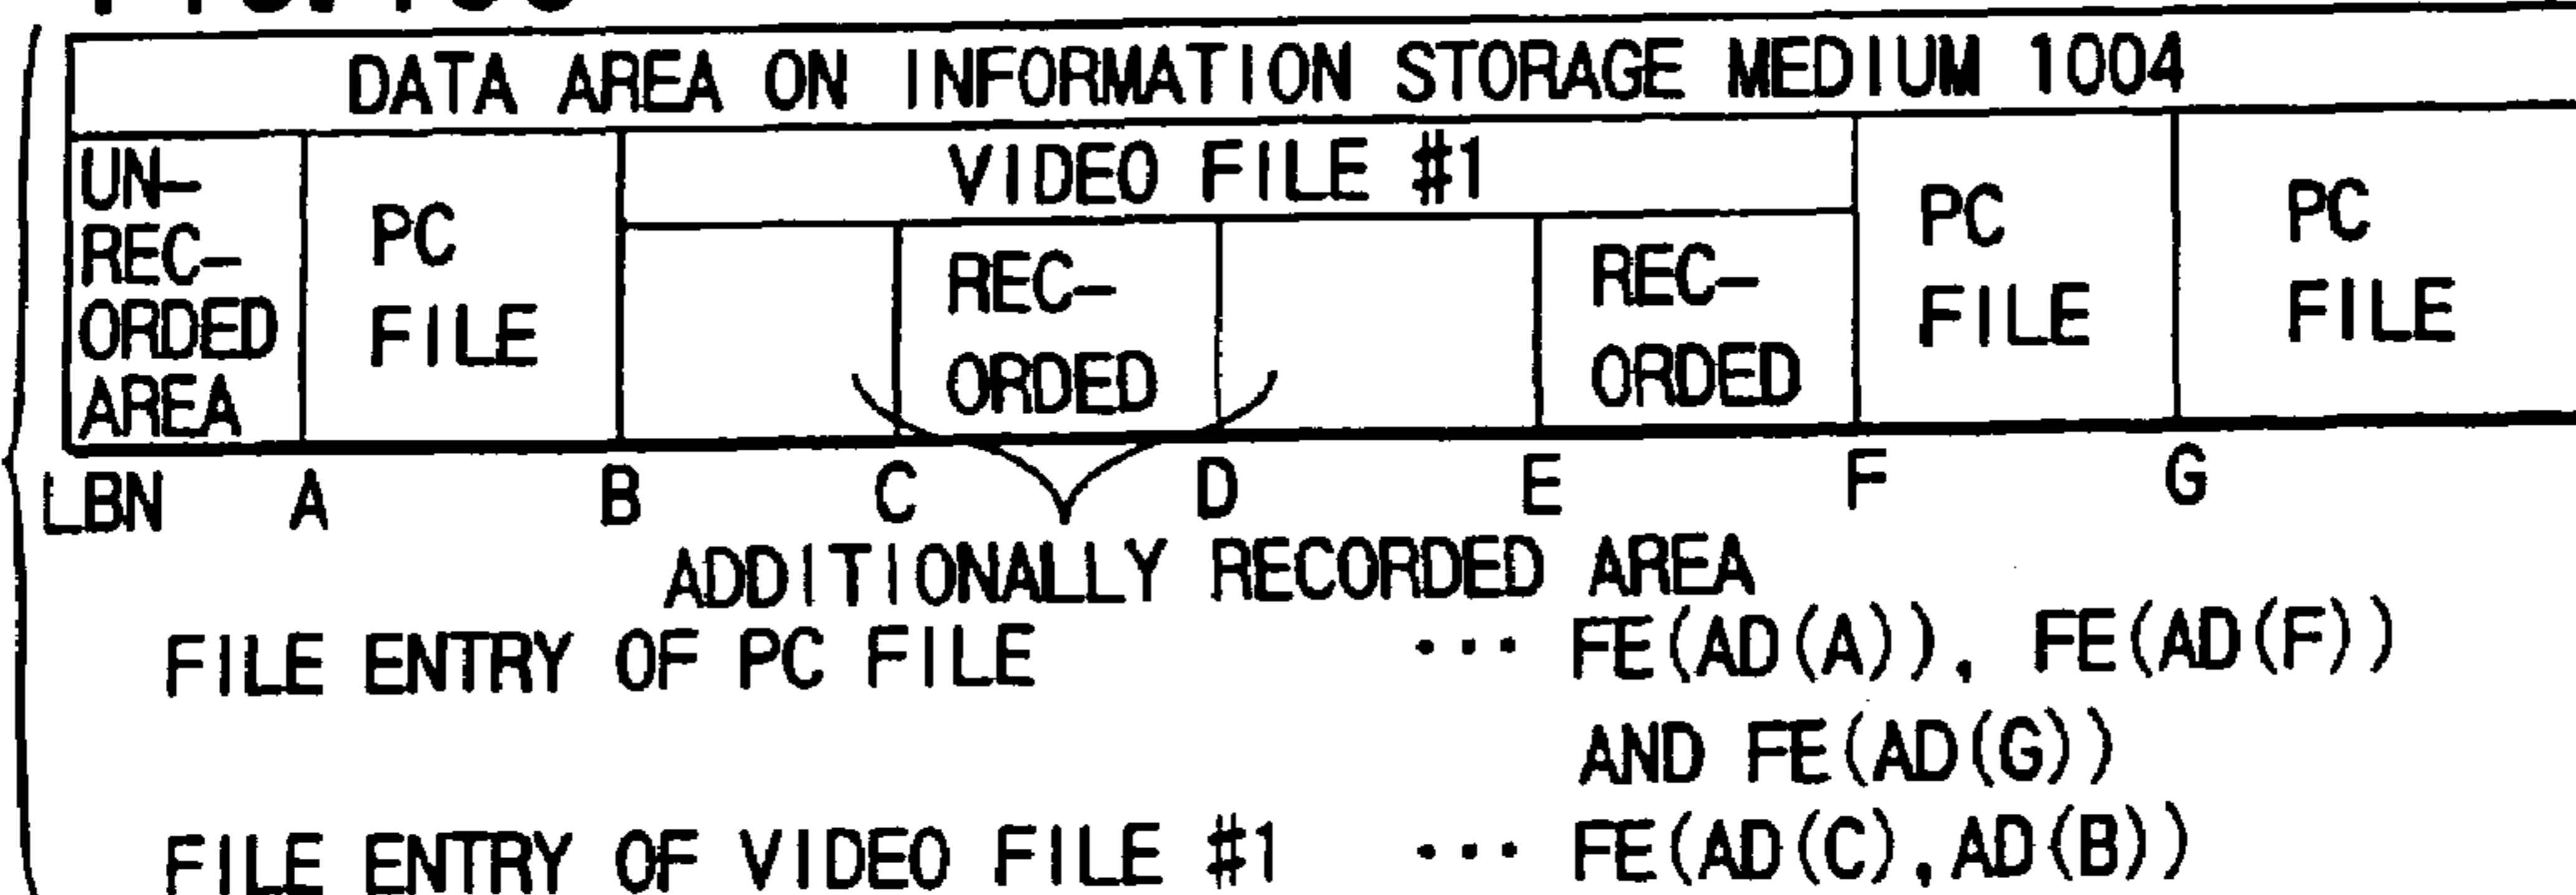 DATA AREA ON INFORMATION STORAGE MEDIUM 1004
UN-
REC-
ORDED
AREA
PC
FILE
VIDEO FILE #1
REC-
ORDED
REC-
ORDED
PC
FILE
PC
FILE
LBN A B C D E F G
ADDITIONALLY RECORDED AREA
FILE ENTRY OF PC FILE ··· FE(AD(A)), FE(AD(F))
AND FE(AD(G))
FILE ENTRY OF VIDEO FILE #1 ··· FE(AD(C),AD(B))